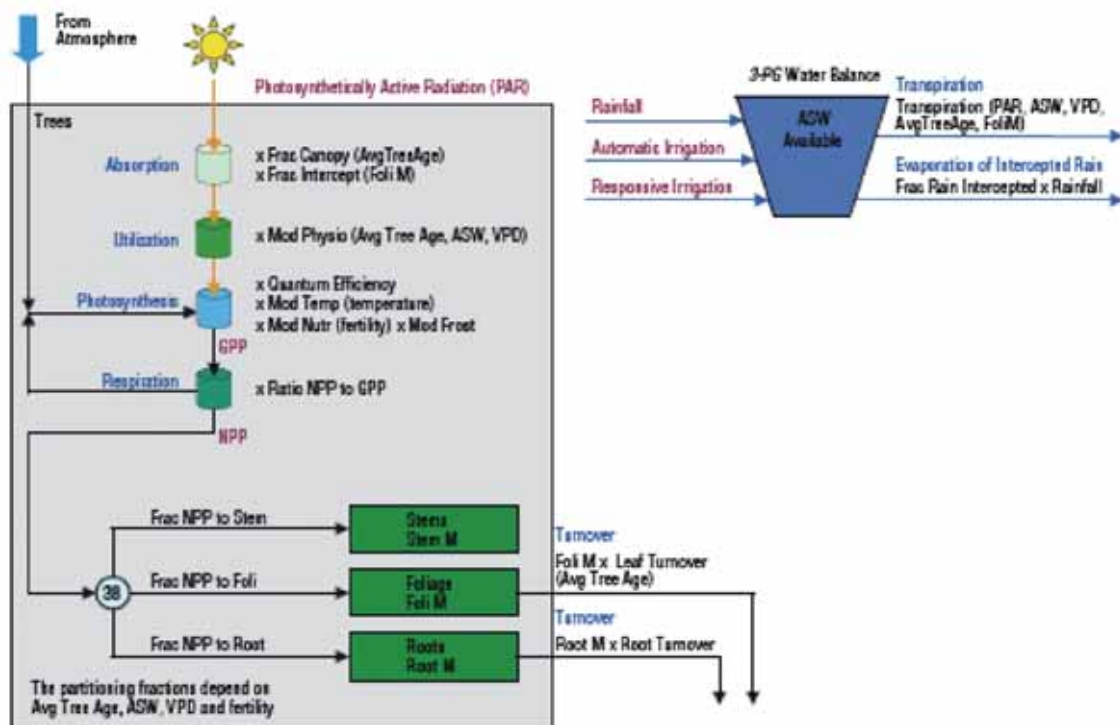 From
Atmosphere
Photosynthetically Active Radiation (PAR)
Trees
Absorption
x Frac Canopy (AvgTreeAge)
x Frac Intercept (Foli M)
Utilization
x Mod Physio (Avg Tree Age, ASW, VPD)
Photosynthesis
x Quantum Efficiency
x Mod Temp (temperature)
x Mod Nutr (fertility) x Mod Frost
GPP
Respiration
x Ratio NPP to GPP
NPP
Frac NPP to Stem
Stems
Stem M
38
Frac NPP to Foli
Foliage
Foli M
Frac NPP to Root
Roots
Root M
The partitioning fractions depend on
Avg Tree Age, ASW, VPD and fertility
Turnover
Foli M x Leaf Turnover
(Avg Tree Age)
Turnover
Root M x Root Turnover
3-PG Water Balance
Rainfall
Automatic Irrigation
Responsive Irrigation
ASW
Available
Transpiration
Transpiration (PAR, ASW, VPD,
AvgTreeAge, FoliM)
Evaporation of Intercepted Rain
Frac Rain Intercepted x Rainfall